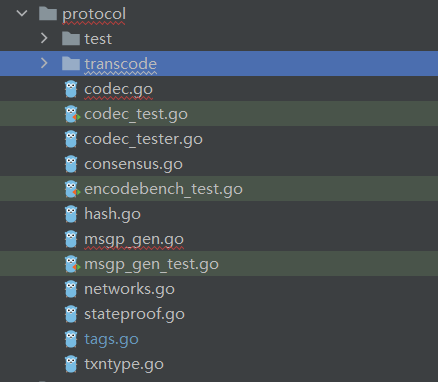 protocol
test
transcode
codec.go
codec_test.go
codec_tester.go
consensus.go
encodebench_test.go
hash.go
msgp_gen.go
msgp_gen_test.go
networks.go
stateproof.go
tags.go
txntype.go